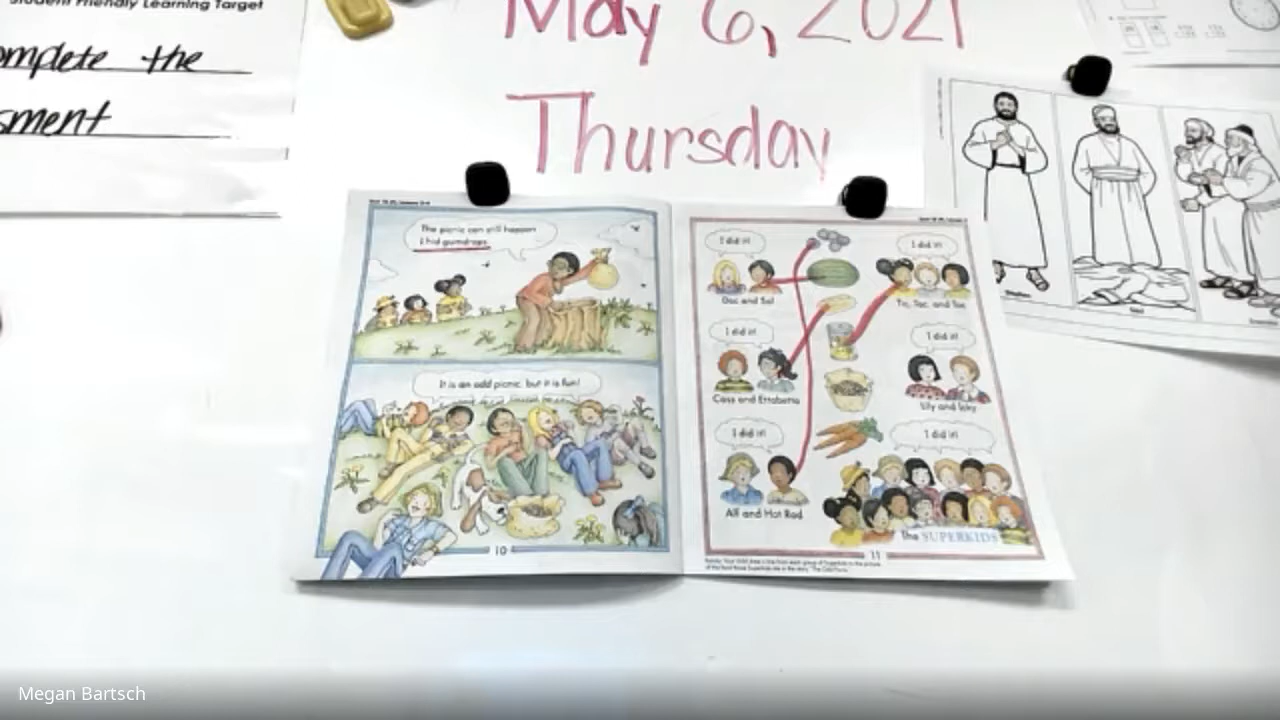 Student Friendly Learning Target
omplete the
sment
May 6, 2021
Thursday
The picnic can still happen
I hid gumdrops.
It is an odd picnic, but it is fun!
10
I did it!
Doc and Sal
I did it!
Tic, Tac, and Toc
I did it!
Cass and Ettabetta
I did it!
Lily and Icky
I did it!
Alf and Hot Rod
I did it!
The SUPERKIDS
11
Megan Bartsch